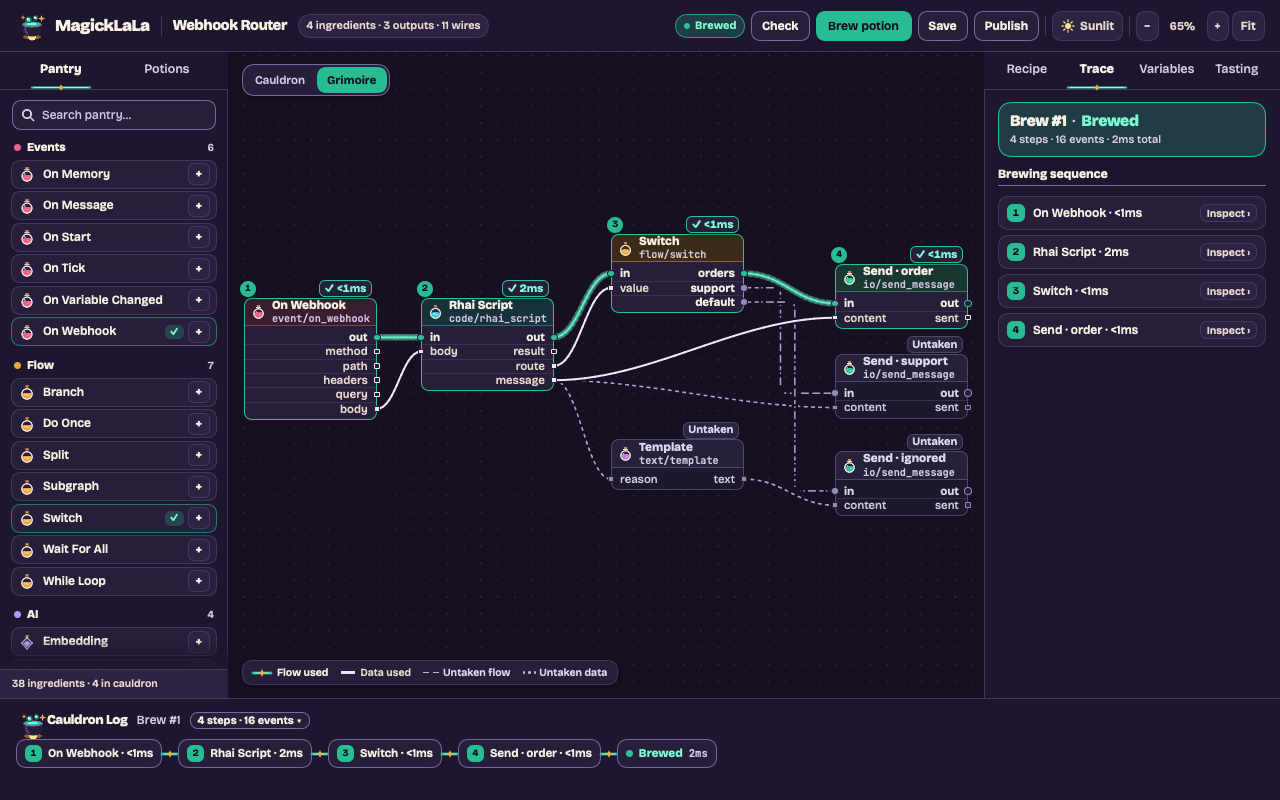 MagickLaLa
Webhook Router
4 ingredients · 3 outputs · 11 wires
Brewed
Check
Brew potion
Save
Publish
Sunlit
−
65%
+
Fit
Pantry
Potions
Search pantry...
Events 6
On Memory +
On Message +
On Start +
On Tick +
On Variable Changed +
On Webhook ✓ +
Flow 7
Branch +
Do Once +
Split +
Subgraph +
Switch ✓ +
Wait For All +
While Loop +
AI 4
Embedding +
38 ingredients · 4 in cauldron
Cauldron
Grimoire
1
✓ <1ms
On Webhook
event/on_webhook
out
method
path
headers
query
body
2
✓ 2ms
Rhai Script
code/rhai_script
in out
body result
route
message
3
✓ <1ms
Switch
flow/switch
in orders
value support
default
4
✓ <1ms
Send · order
io/send_message
in out
content sent
Untaken
Send · support
io/send_message
in out
content sent
Untaken
Template
text/template
reason text
Untaken
Send · ignored
io/send_message
in out
content sent
Flow used
Data used
Untaken flow
Untaken data
Recipe
Trace
Variables
Tasting
Brew #1 · Brewed
4 steps · 16 events · 2ms total
Brewing sequence
1 On Webhook · <1ms Inspect ›
2 Rhai Script · 2ms Inspect ›
3 Switch · <1ms Inspect ›
4 Send · order · <1ms Inspect ›
Cauldron Log
Brew #1
4 steps · 16 events ▾
1 On Webhook · <1ms
2 Rhai Script · 2ms
3 Switch · <1ms
4 Send · order · <1ms
Brewed 2ms